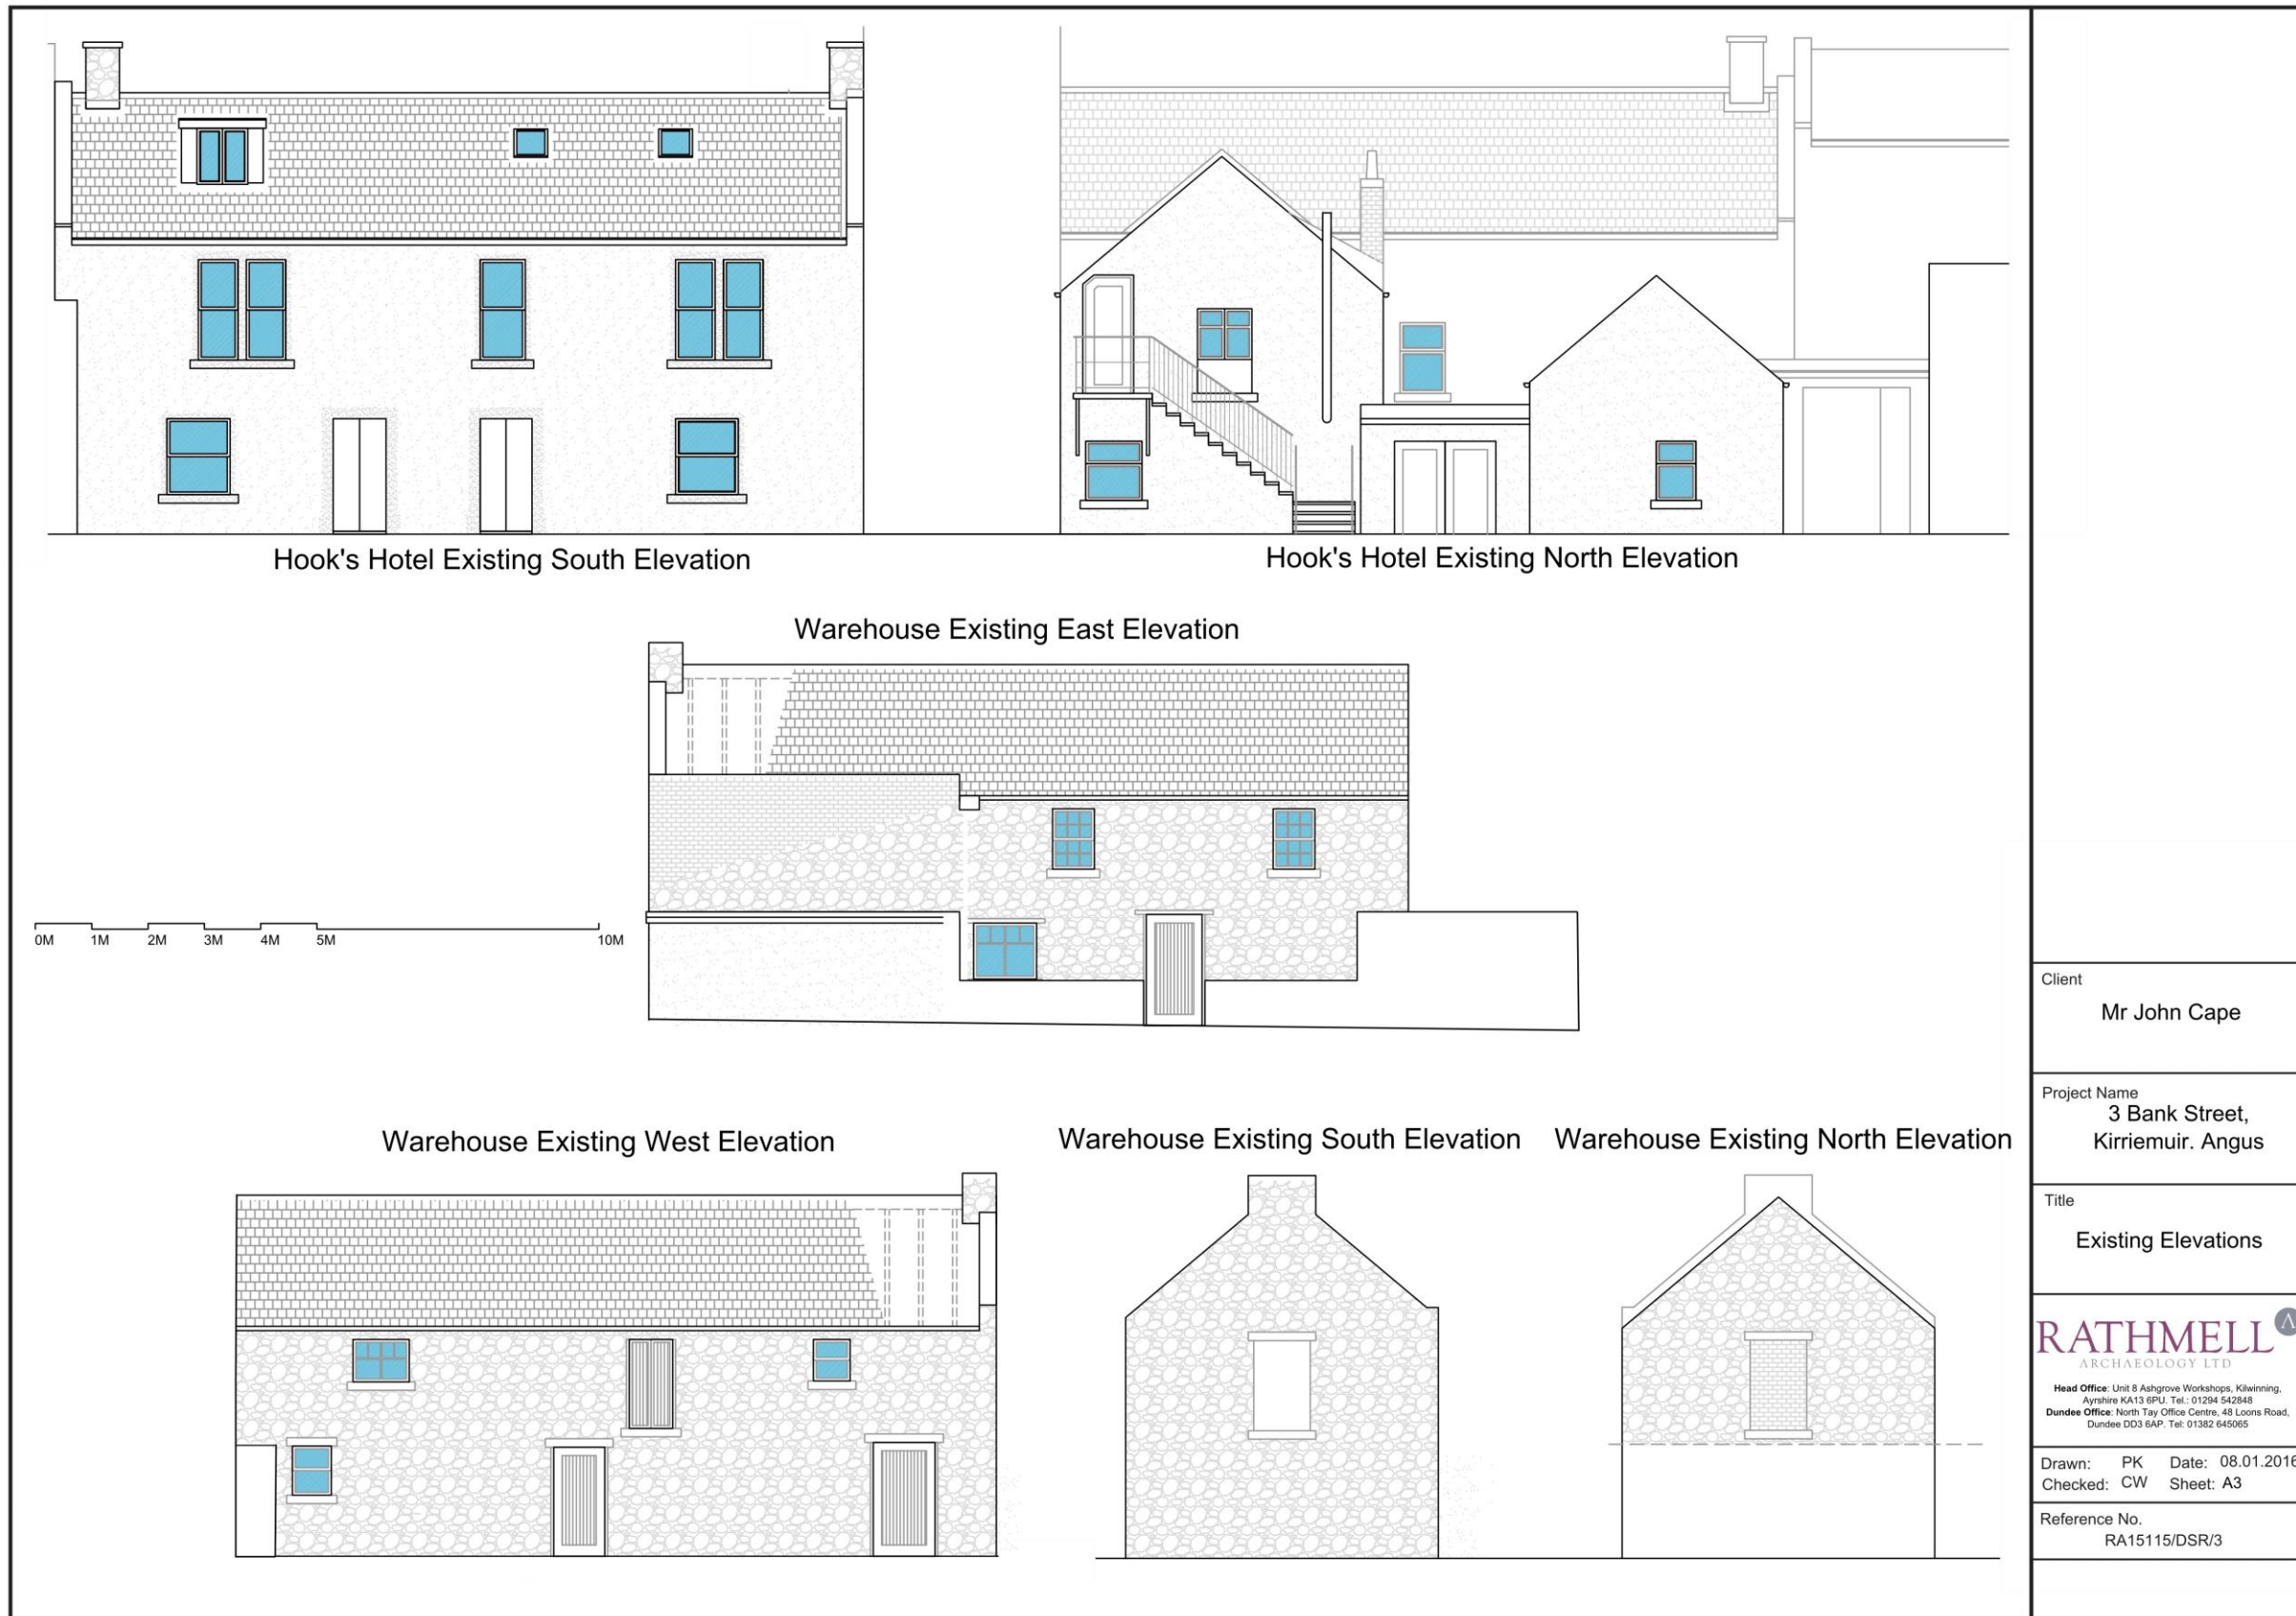 Hook's Hotel Existing South Elevation
Hook's Hotel Existing North Elevation
Warehouse Existing East Elevation
0M 1M 2M 3M 4M 5M 10M
Warehouse Existing West Elevation
Warehouse Existing South Elevation
Warehouse Existing North Elevation
Client
Mr John Cape
Project Name
3 Bank Street,
Kirriemuir. Angus
Title
Existing Elevations
RATHMELL
ARCHAEOLOGY LTD
Head Office: Unit 8 Ashgrove Workshops, Kilwinning,
Ayrshire KA13 6PU. Tel.: 01294 542848
Dundee Office: North Tay Office Centre, 48 Loons Road,
Dundee DD3 6AP. Tel: 01382 645065
Drawn: PK Date: 08.01.2016
Checked: CW Sheet: A3
Reference No.
RA15115/DSR/3